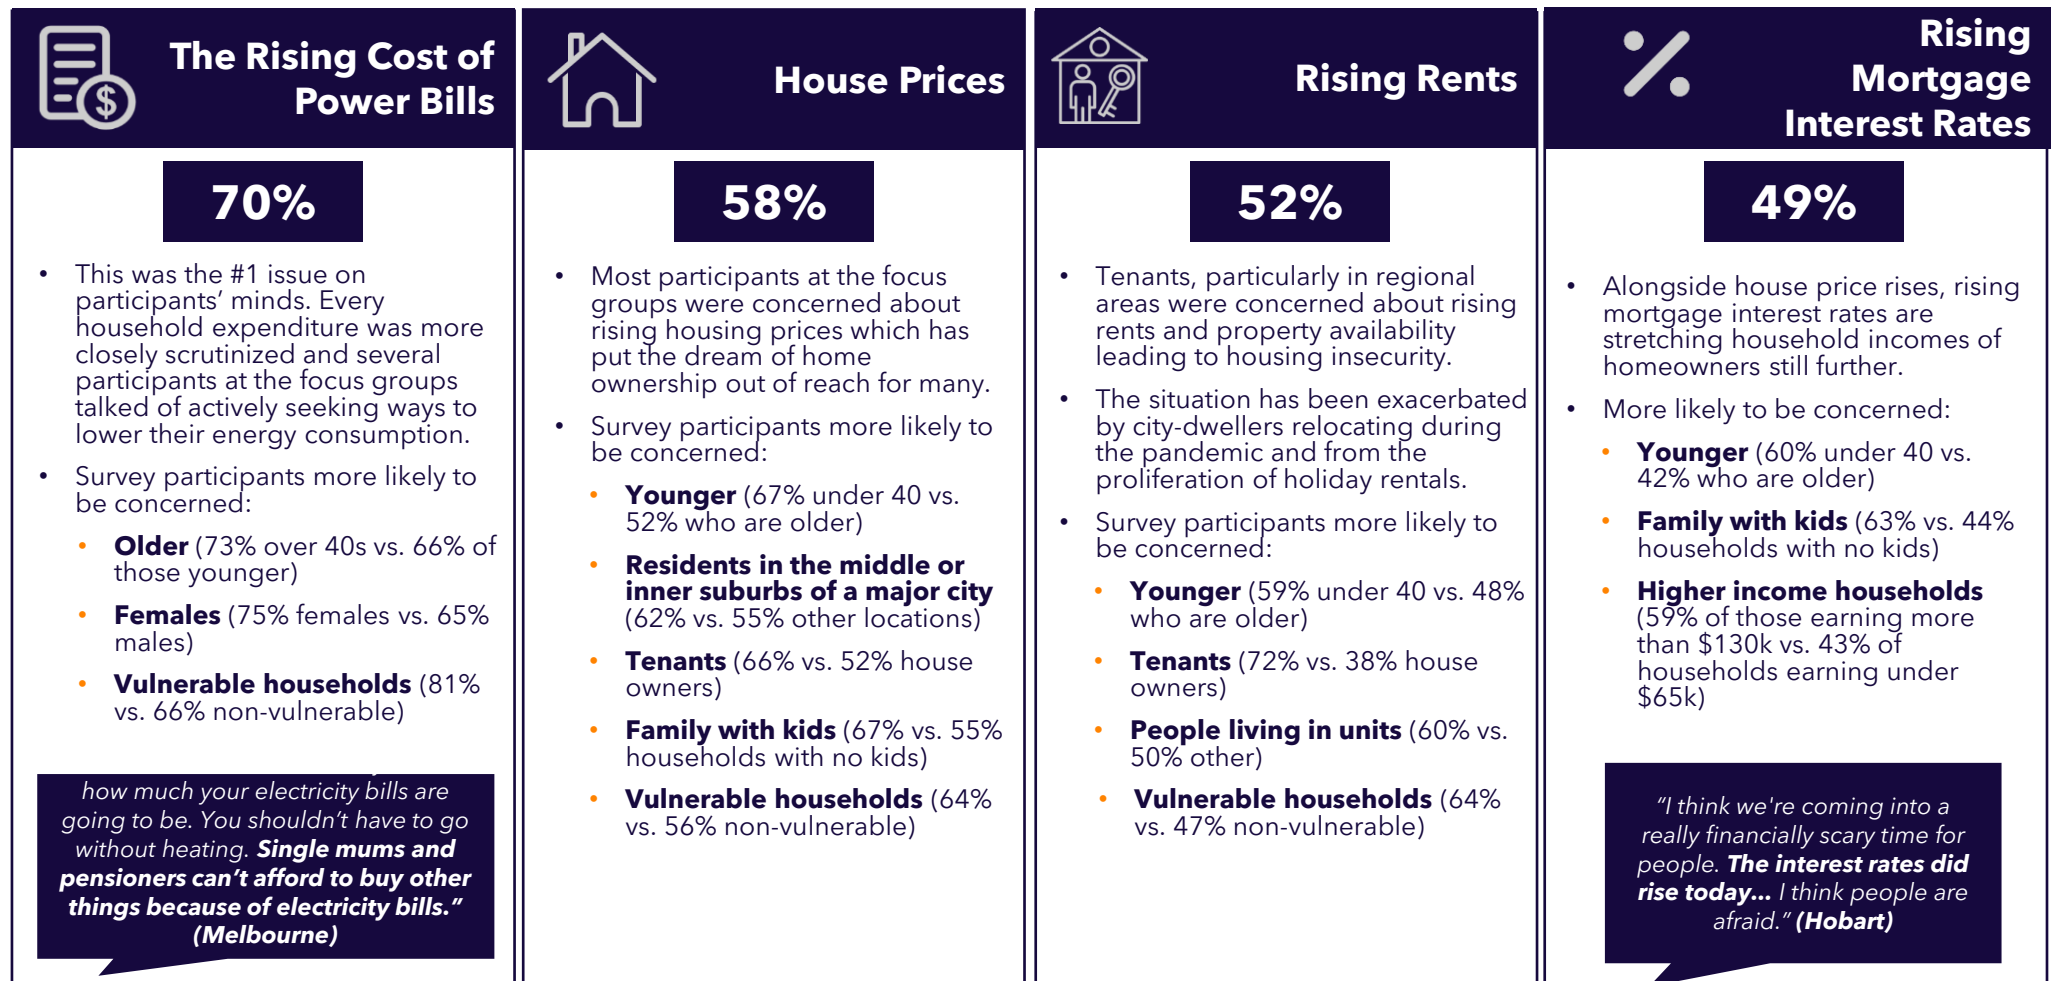 The Rising Cost of
Power Bills
70%
• This was the #1 issue on
participants’ minds. Every
household expenditure was more
closely scrutinized and several
participants at the focus groups
talked of actively seeking ways to
lower their energy consumption.
• Survey participants more likely to
be concerned:
• Older (73% over 40s vs. 66% of
those younger)
• Females (75% females vs. 65%
males)
• Vulnerable households (81%
vs. 66% non-vulnerable)
how much your electricity bills are
going to be. You shouldn’t have to go
without heating. Single mums and
pensioners can’t afford to buy other
things because of electricity bills.”
(Melbourne)
House Prices
58%
• Most participants at the focus
groups were concerned about
rising housing prices which has
put the dream of home
ownership out of reach for many.
• Survey participants more likely to
be concerned:
• Younger (67% under 40 vs.
52% who are older)
• Residents in the middle or
inner suburbs of a major city
(62% vs. 55% other locations)
• Tenants (66% vs. 52% house
owners)
• Family with kids (67% vs. 55%
households with no kids)
• Vulnerable households (64%
vs. 56% non-vulnerable)
Rising Rents
52%
• Tenants, particularly in regional
areas were concerned about rising
rents and property availability
leading to housing insecurity.
• The situation has been exacerbated
by city-dwellers relocating during
the pandemic and from the
proliferation of holiday rentals.
• Survey participants more likely to
be concerned:
• Younger (59% under 40 vs. 48%
who are older)
• Tenants (72% vs. 38% house
owners)
• People living in units (60% vs.
50% other)
• Vulnerable households (64%
vs. 47% non-vulnerable)
Rising
Mortgage
Interest Rates
49%
• Alongside house price rises, rising
mortgage interest rates are
stretching household incomes of
homeowners still further.
• More likely to be concerned:
• Younger (60% under 40 vs.
42% who are older)
• Family with kids (63% vs. 44%
households with no kids)
• Higher income households
(59% of those earning more
than $130k vs. 43% of
households earning under
$65k)
“I think we're coming into a
really financially scary time for
people. The interest rates did
rise today... I think people are
afraid.” (Hobart)